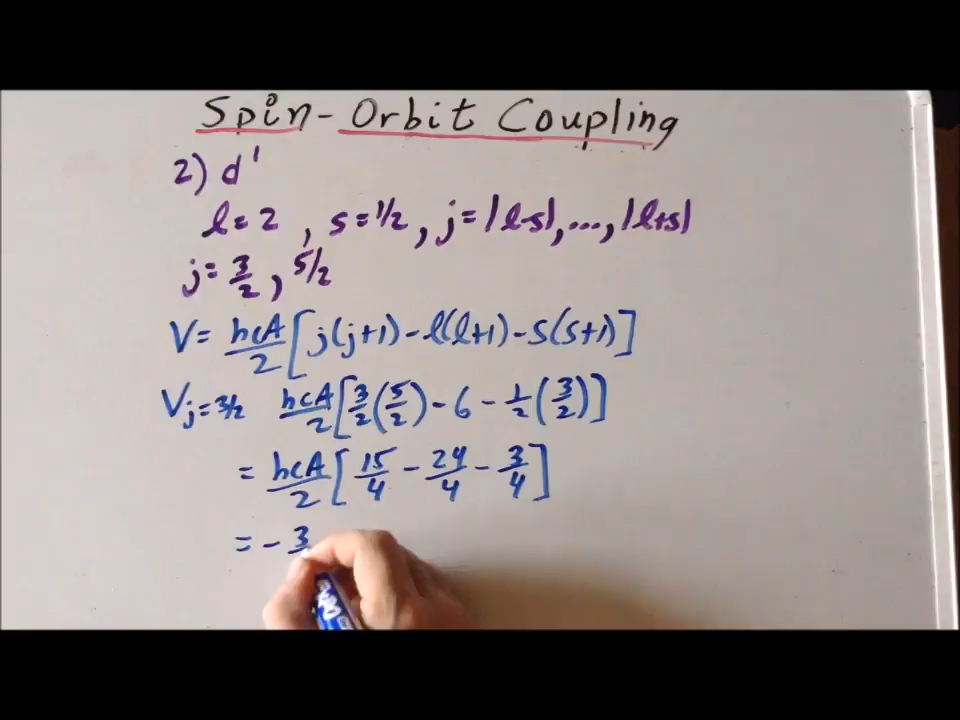 Spin-Orbit Coupling
2) d¹
l=2, s=1/2, j=|l-s|,...,|l+s|
j=3/2, 5/2
V=hcA/2[j(j+1)-l(l+1)-s(s+1)]
Vj=3/2 hcA/2[3/2(5/2)-6-1/2(3/2)]
=hcA/2[15/4-24/4-3/4]
=-3